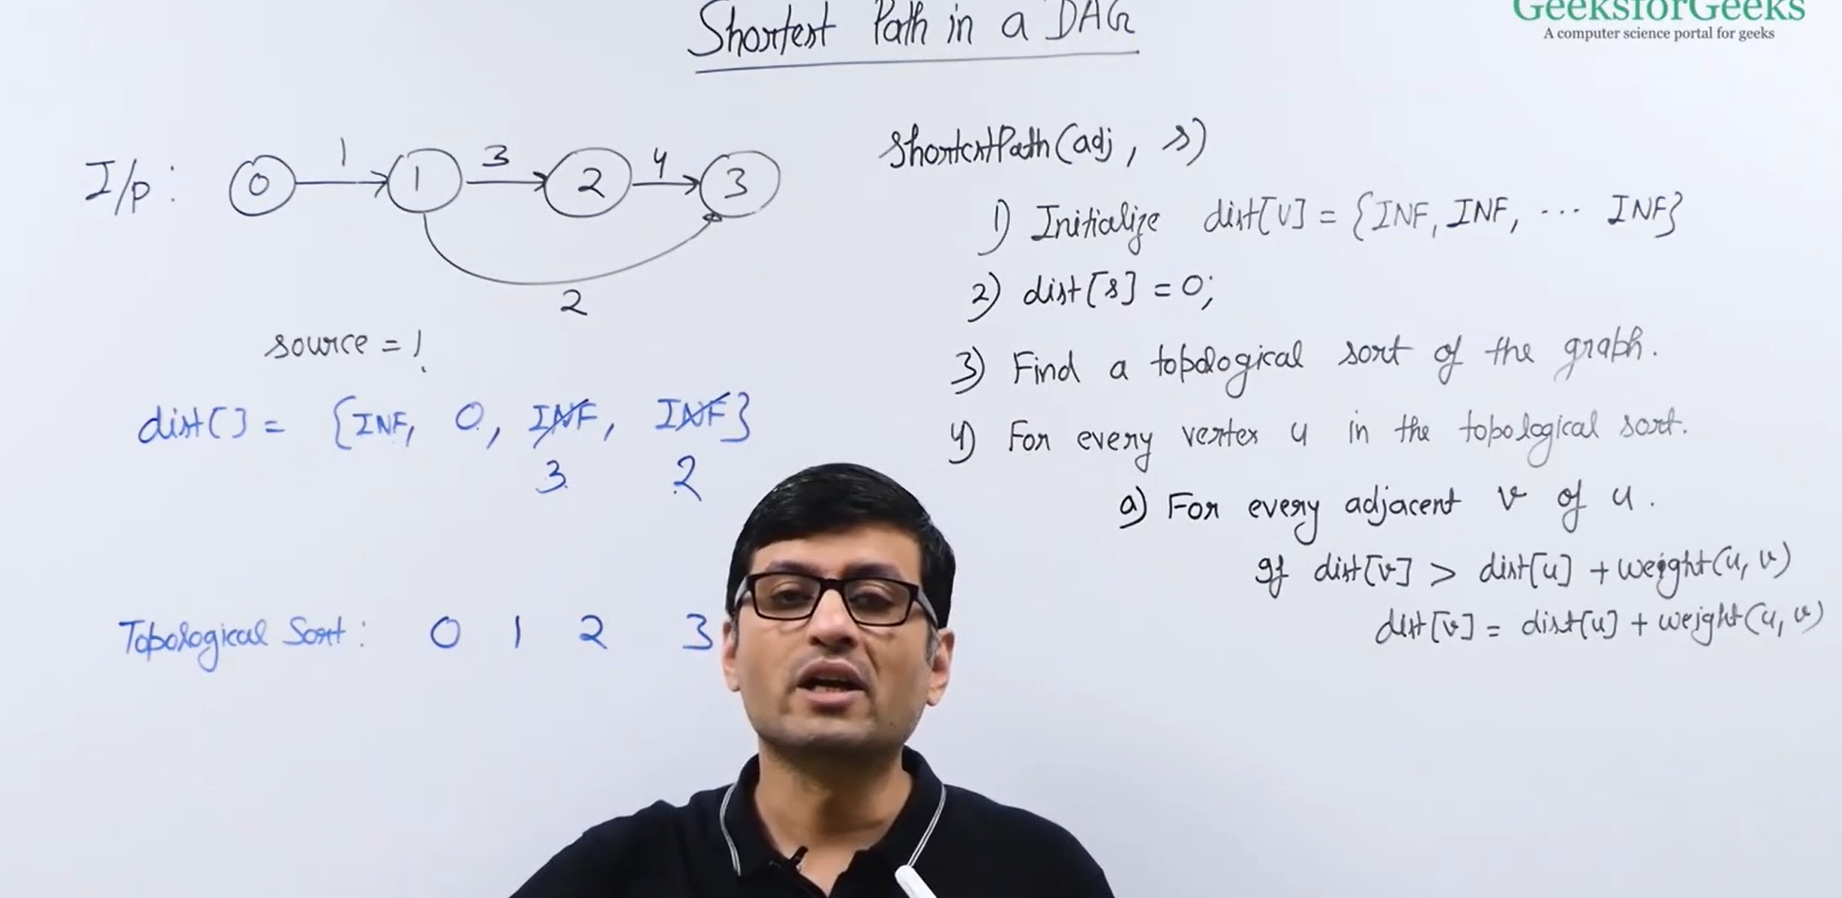 Shortest Path in a DAG
GeeksforGeeks
A computer science portal for geeks
I/p: 0 1 1 3 2 4 3
2
source = 1
dist[] = {INF, 0, INF, INF}
3 2
Topological Sort: 0 1 2 3
ShortestPath(adj, s)
1) Initialize dist[V] = {INF, INF, ... INF}
2) dist[s] = 0;
3) Find a topological sort of the graph.
4) For every vertex u in the topological sort.
a) For every adjacent v of u.
If dist[v] > dist[u] + weight(u, v)
dist[v] = dist[u] + weight(u, v)